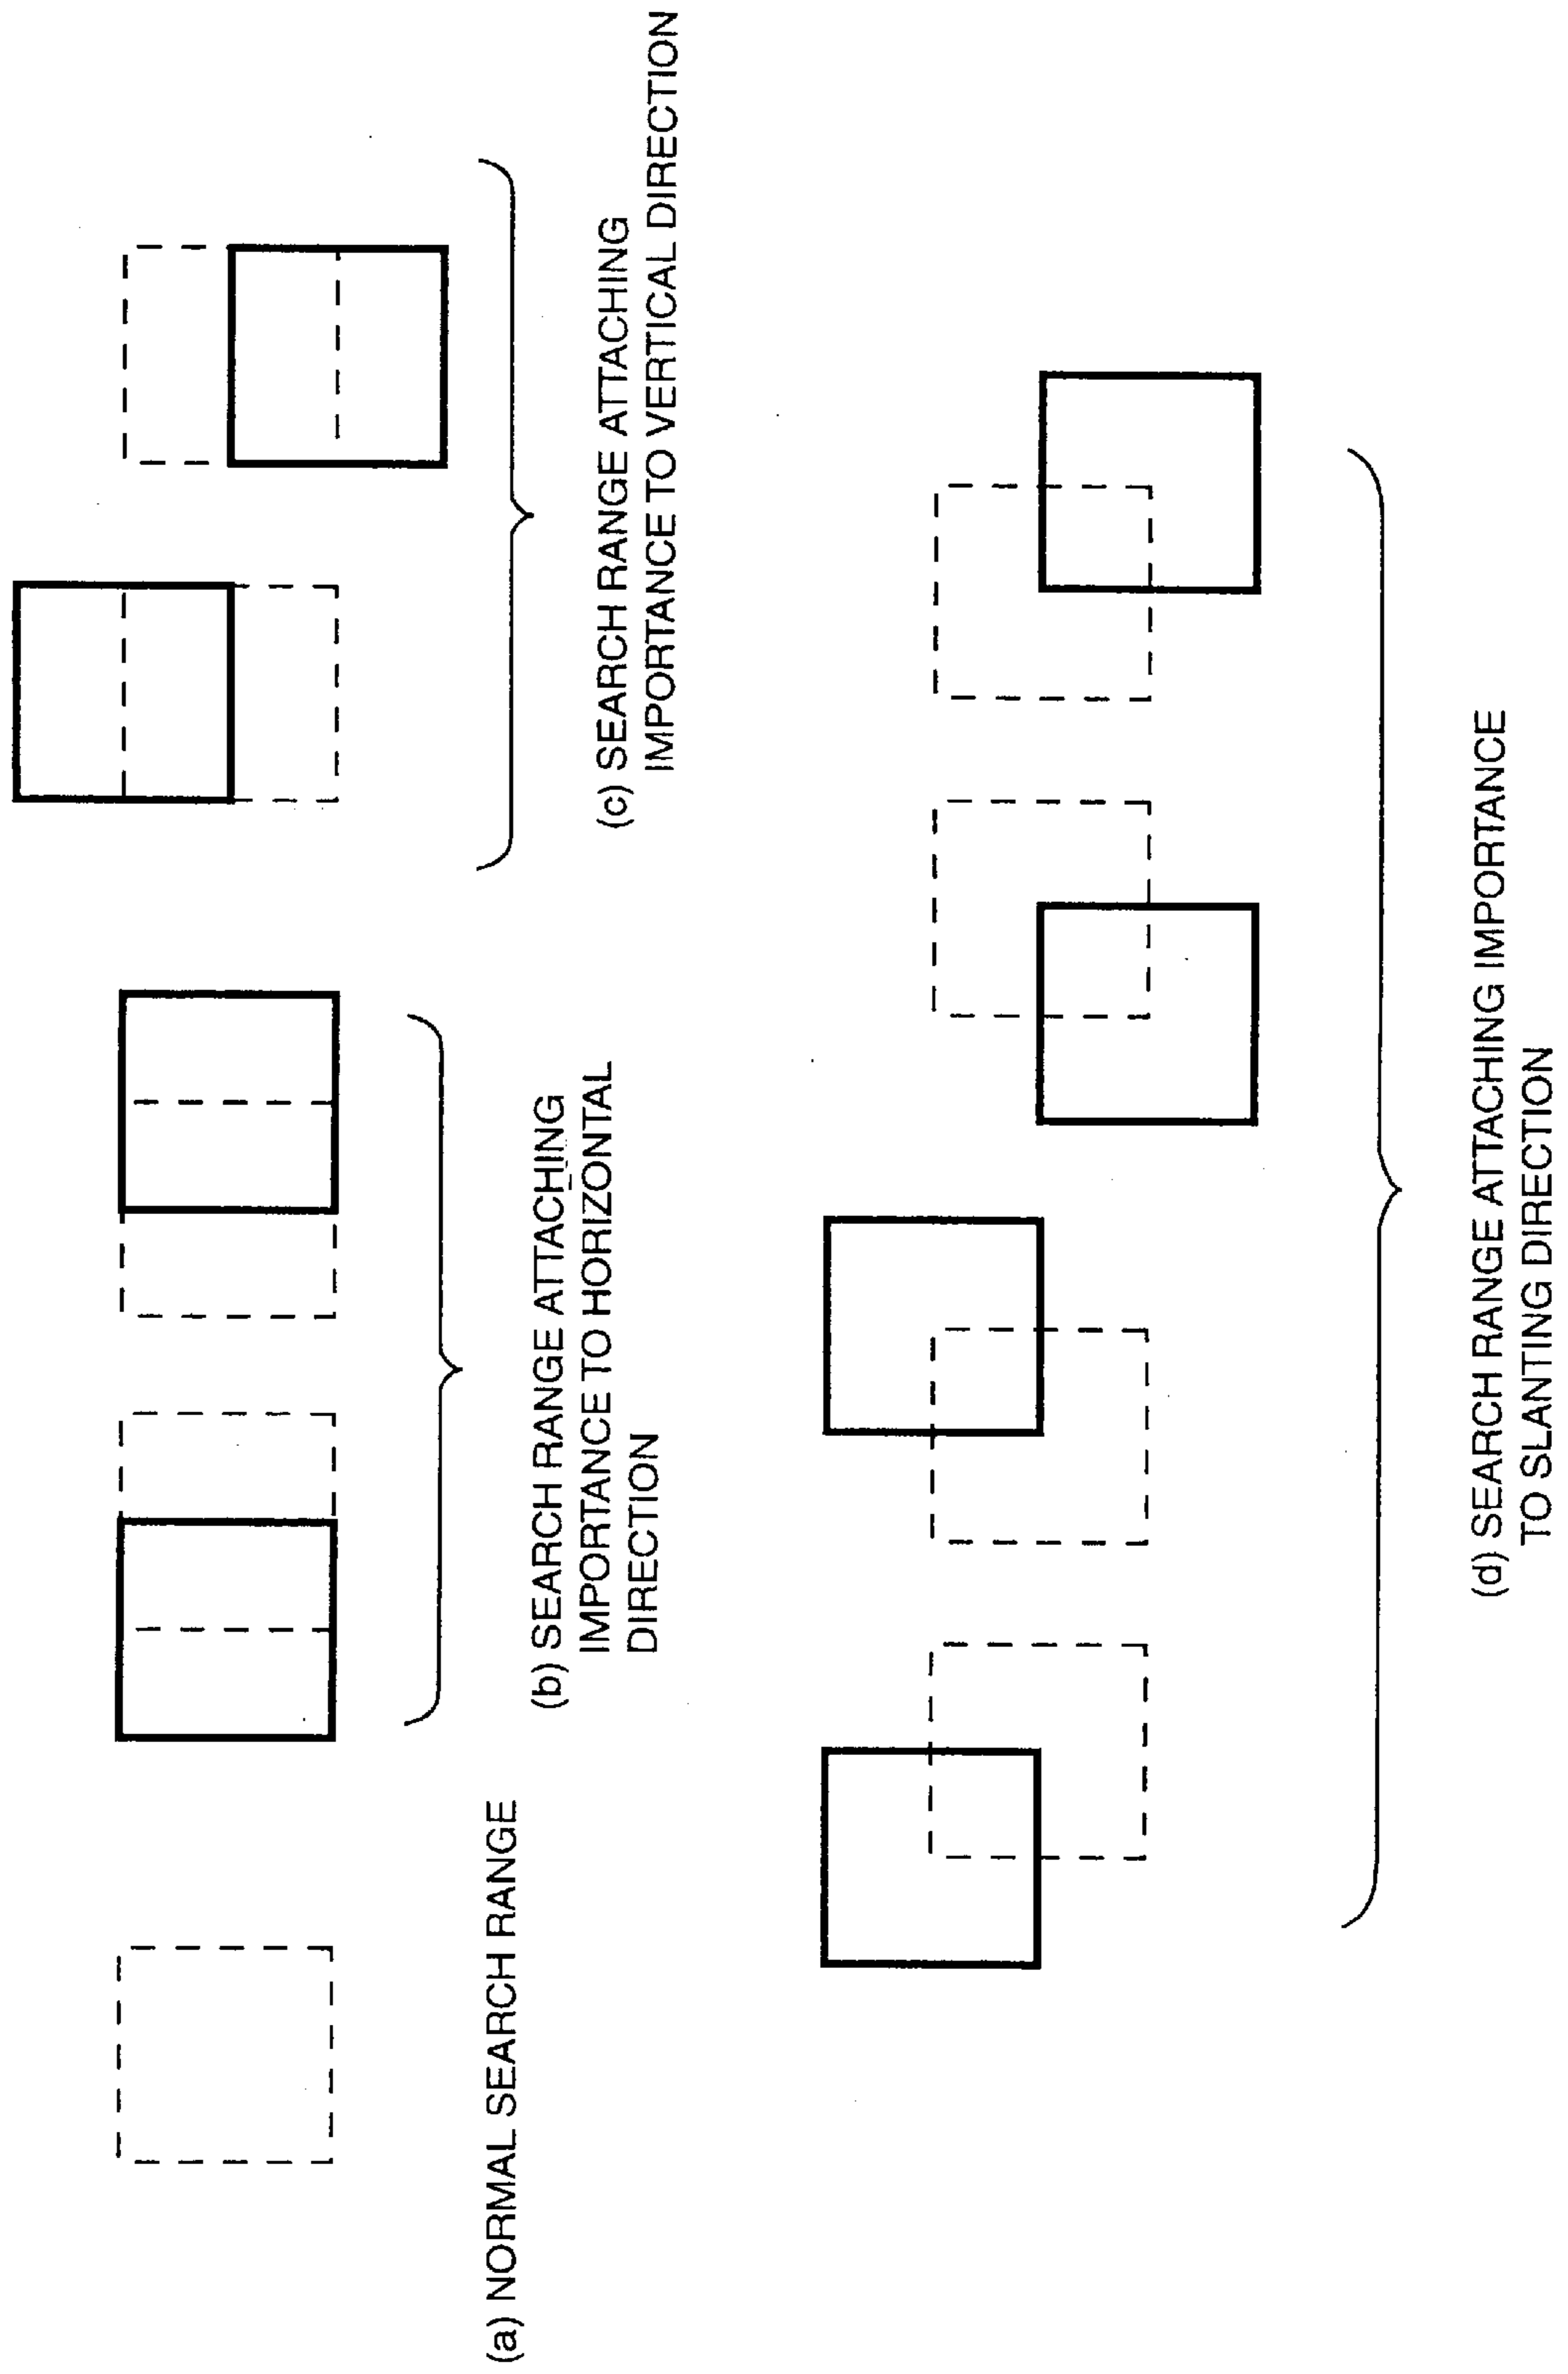 (a) NORMAL SEARCH RANGE
(b) SEARCH RANGE ATTACHING
IMPORTANCE TO HORIZONTAL
DIRECTION
(c) SEARCH RANGE ATTACHING
IMPORTANCE TO VERTICAL DIRECTION
(d) SEARCH RANGE ATTACHING IMPORTANCE
TO SLANTING DIRECTION